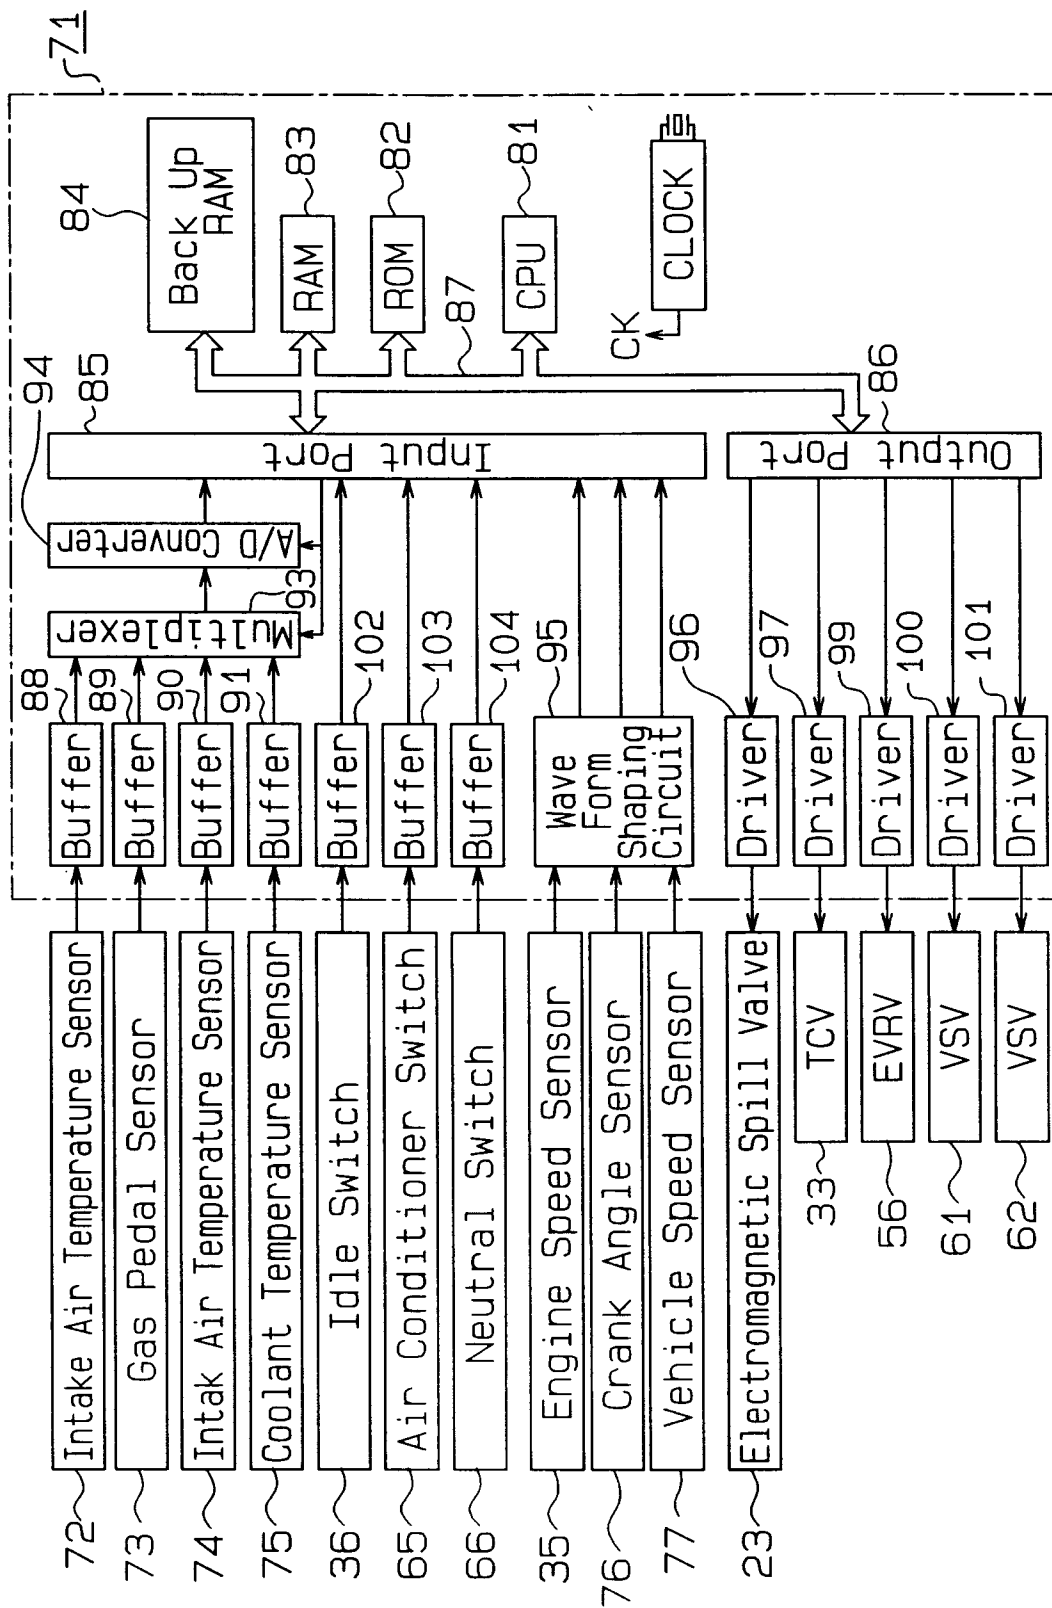 71
72
Intake Air Temperature Sensor
Buffer
88
73
Gas Pedal Sensor
Buffer
89
74
Intak Air Temperature Sensor
Buffer
90
75
Coolant Temperature Sensor
Buffer
91
Multiplexer
93
A/D Converter
94
36
Idle Switch
Buffer
102
65
Air Conditioner Switch
Buffer
103
66
Neutral Switch
Buffer
104
35
Engine Speed Sensor
76
Crank Angle Sensor
77
Vehicle Speed Sensor
Wave
Form
Shaping
Circuit
95
Input Port
85
Back Up
RAM
84
RAM
83
ROM
82
CPU
81
87
CK
CLOCK
23
Electromagnetic Spill Valve
Driver
96
33
TCV
Driver
97
56
EVRV
Driver
99
61
VSV
Driver
100
62
VSV
Driver
101
Output Port
86